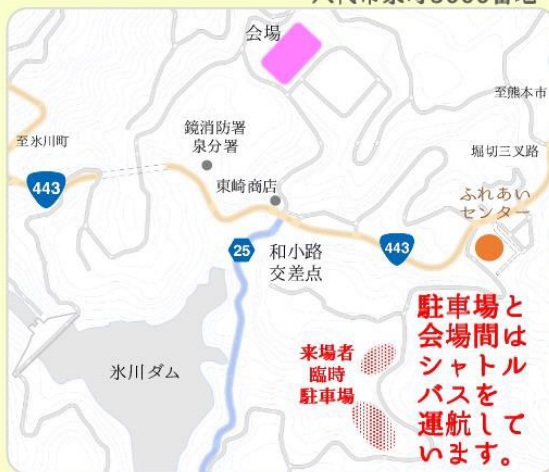 会場
至熊本市
鏡消防署
泉分署
至氷川町
堀切三叉路
443
東崎商店
ふれあい
センター
25
和小路
交差点
443
氷川ダム
来場者
臨時
駐車場
駐車場と
会場間は
シャトル
バスを
運航して
います。